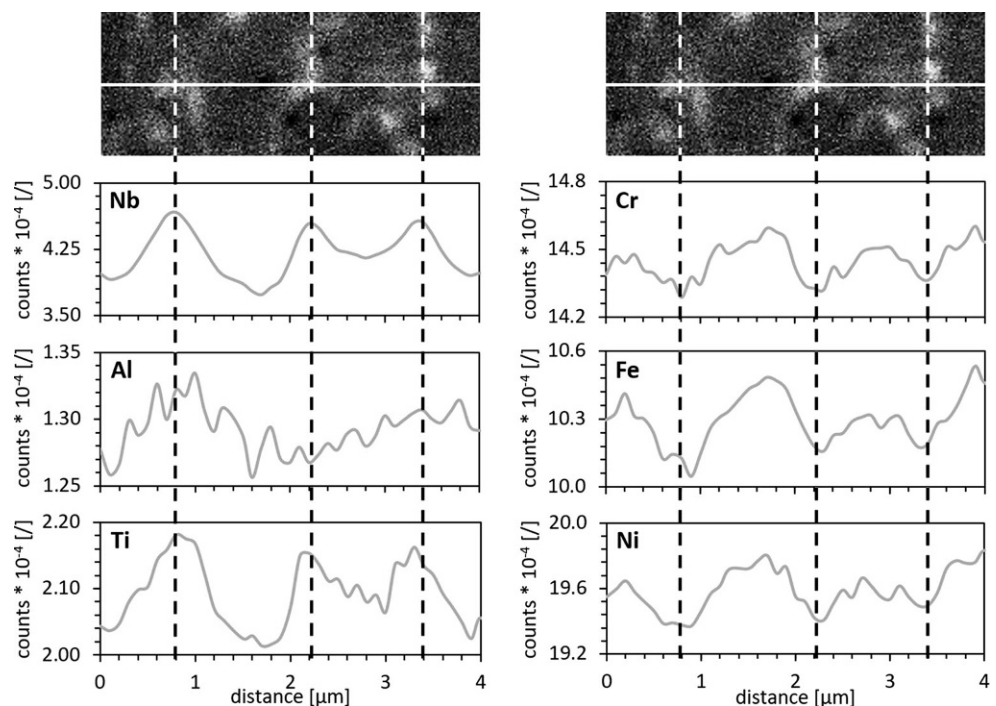 5.00
Nb
4.25
3.50
counts * 10⁻⁴ [/]
14.8
Cr
14.5
14.2
counts * 10⁻⁴ [/]
1.35
Al
1.30
1.25
counts * 10⁻⁴ [/]
10.6
Fe
10.3
10.0
counts * 10⁻⁴ [/]
2.20
Ti
2.10
2.00
counts * 10⁻⁴ [/]
0 1 2 3 4
distance [µm]
20.0
Ni
19.6
19.2
counts * 10⁻⁴ [/]
0 1 2 3 4
distance [µm]